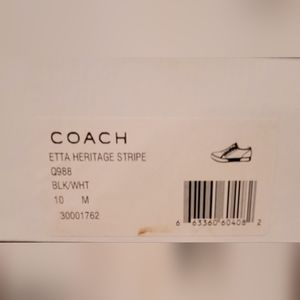 COACH
ETTA HERITAGE STRIPE
Q988
BLK/WHT
10 M
30001762
6 63360 60408 2